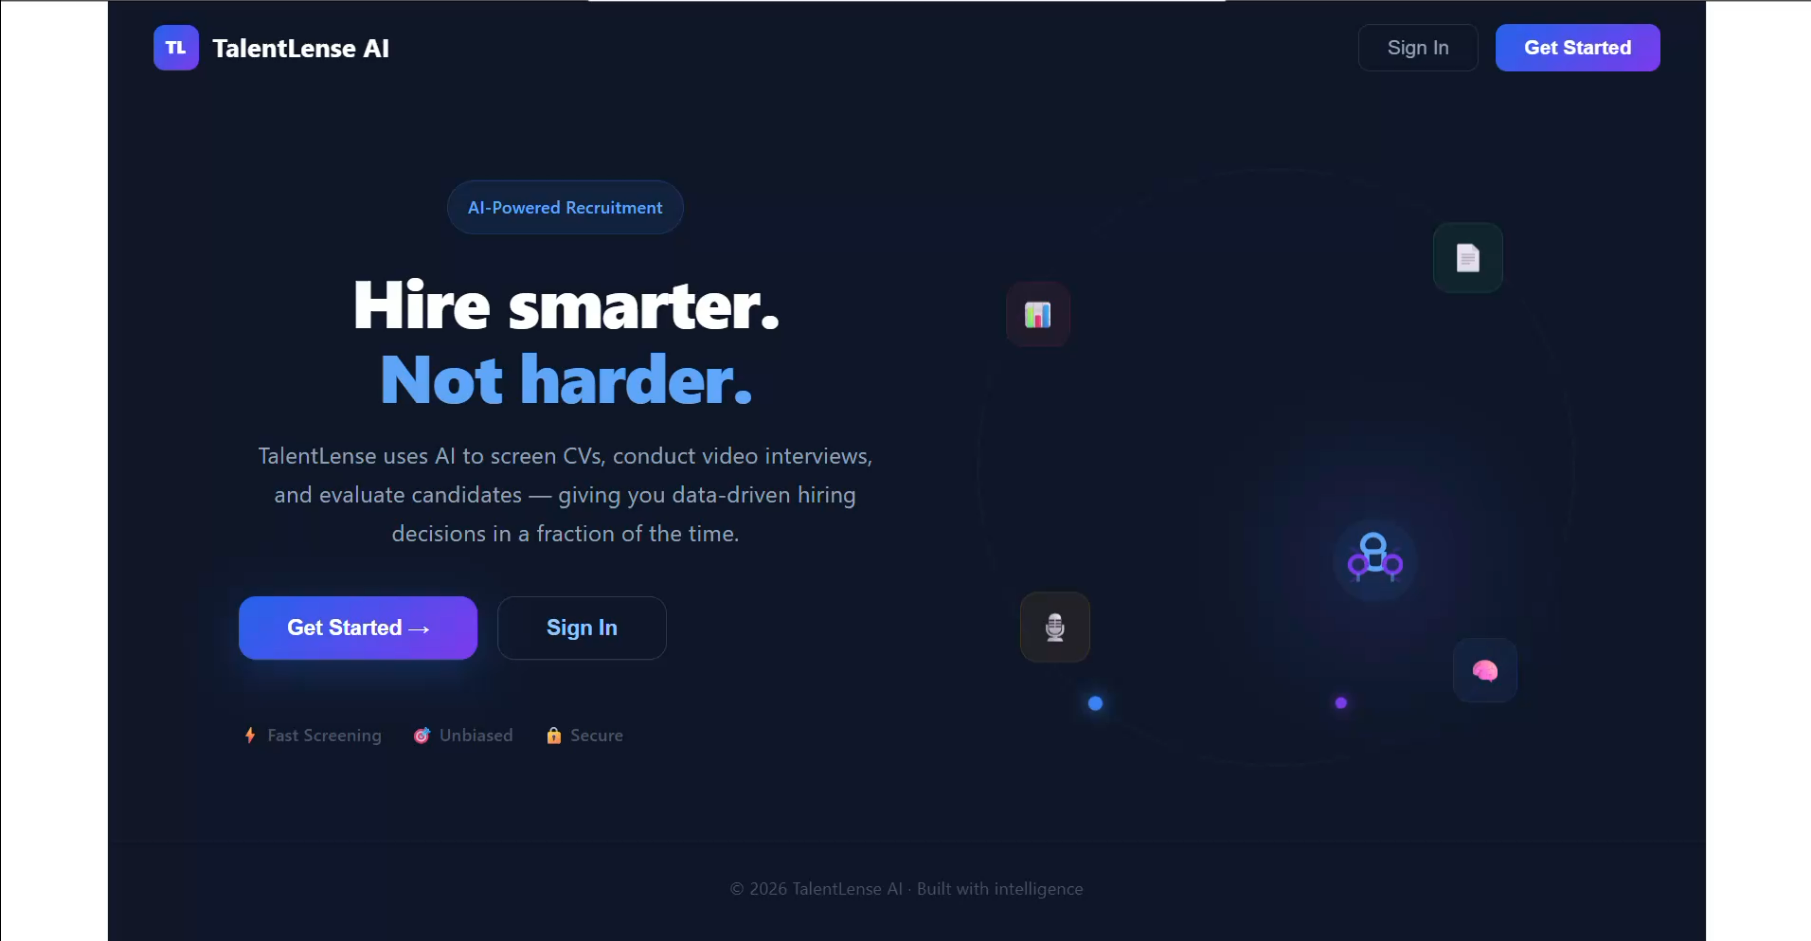 TL TalentLense AI
Sign In
Get Started
AI-Powered Recruitment
Hire smarter.
Not harder.
TalentLense uses AI to screen CVs, conduct video interviews,
and evaluate candidates — giving you data-driven hiring
decisions in a fraction of the time.
Get Started →
Sign In
Fast Screening
Unbiased
Secure
© 2026 TalentLense AI · Built with intelligence